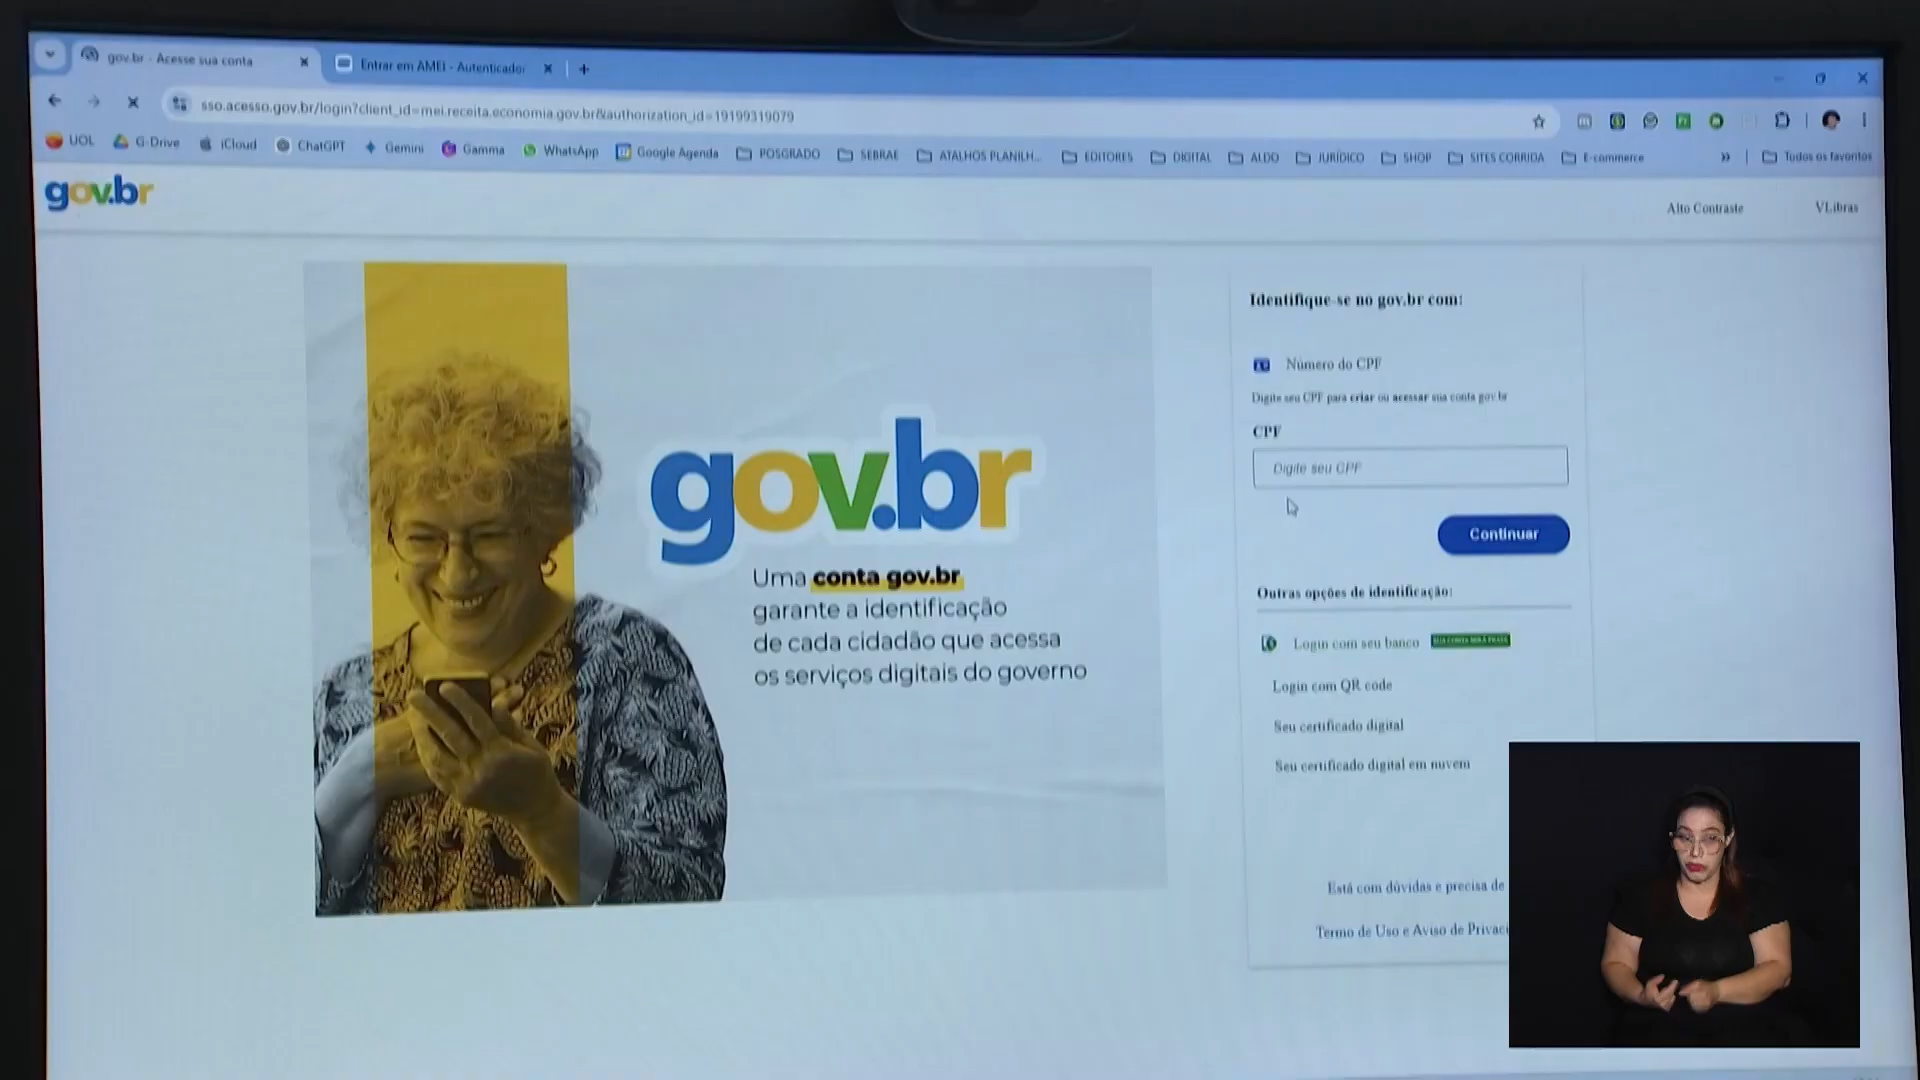 gov.br - Acesse sua conta
Entrar em AMEI - Autenticador
sso.acesso.gov.br/login?client_id=mei.receita.economia.gov.br&authorization_id=19199319079
UOL G-Drive iCloud ChatGPT Gemini Gamma WhatsApp Google Agenda POSGRADO SEBRAE ATALHOS PLANILH... EDITORES DIGITAL ALDO JURÍDICO SHOP SITES CORRIDA E-commerce » Todos os favoritos
gov.br
Alto Contraste VLibras
gov.br
Uma conta gov.br
garante a identificação
de cada cidadão que acessa
os serviços digitais do governo
Identifique-se no gov.br com:
Número do CPF
Digite seu CPF para criar ou acessar sua conta gov.br
CPF
Digite seu CPF
Continuar
Outras opções de identificação:
Login com seu banco
Login com QR code
Seu certificado digital
Seu certificado digital em nuvem
Está com dúvidas e precisa de
Termo de Uso e Aviso de Privaci